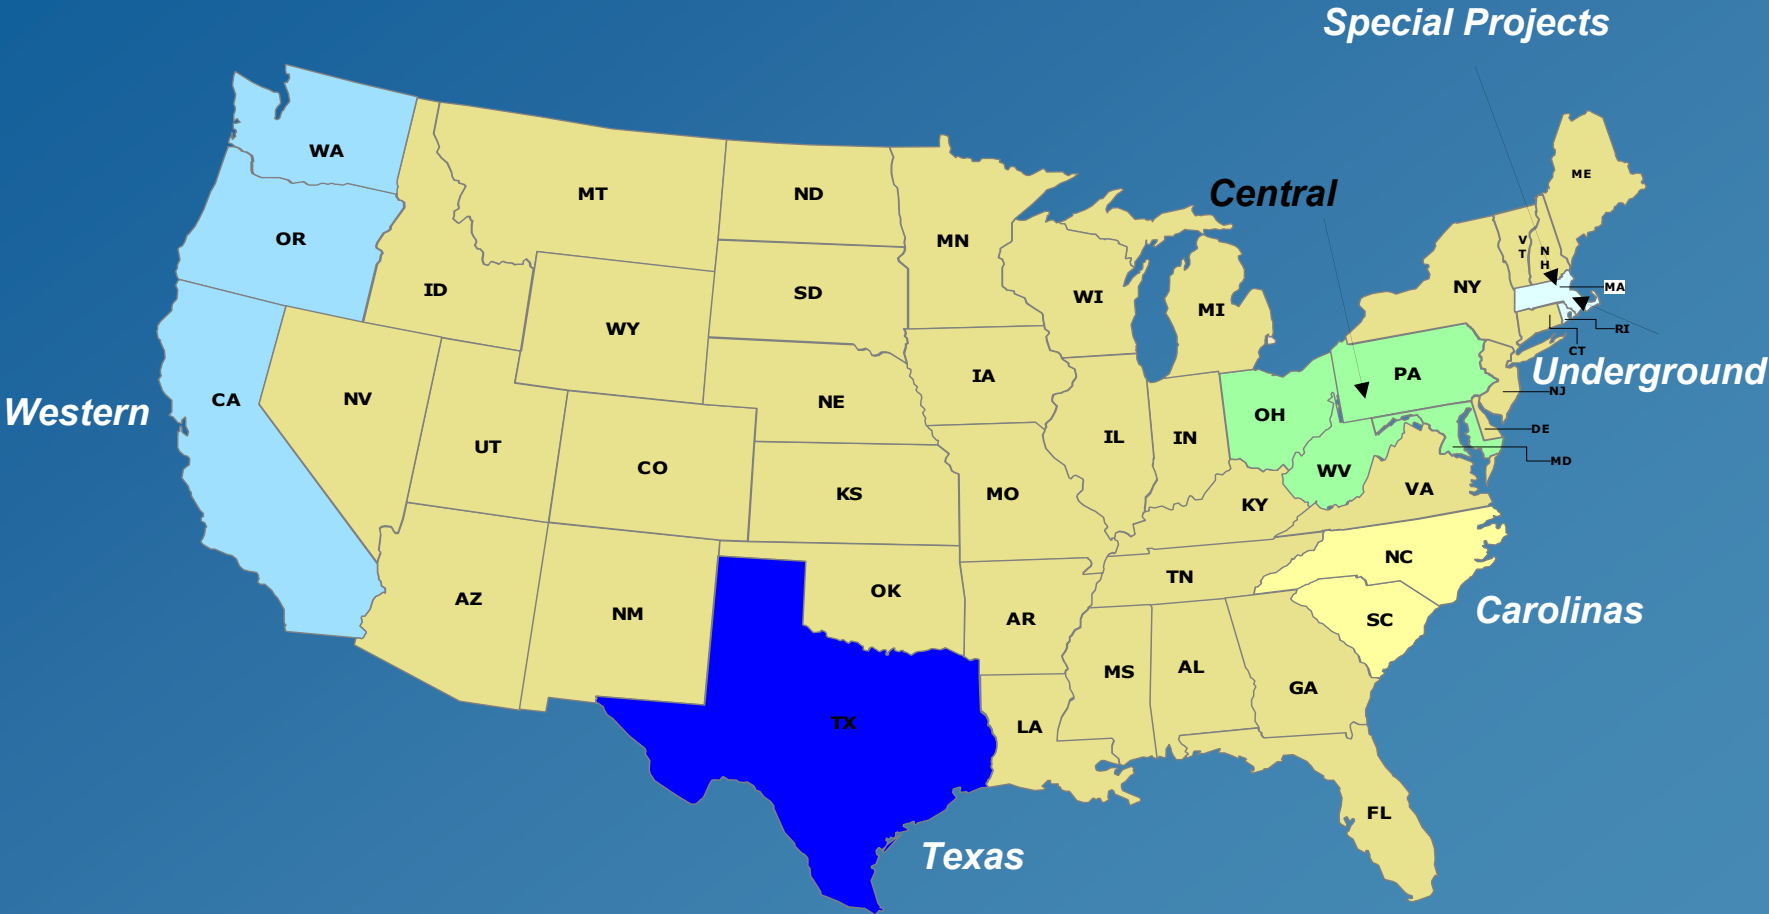 Special Projects
WA
MT
ND
ME
Central
OR
MN
VT
NH
ID
SD
WI
MI
NY
MA
WY
RI
CT
IA
PA
Underground
Western
CA
NV
NE
OH
NJ
UT
CO
IL
IN
DE
WV
MD
KS
MO
KY
VA
NC
AZ
NM
OK
AR
TN
SC
Carolinas
MS
AL
GA
TX
LA
FL
Texas